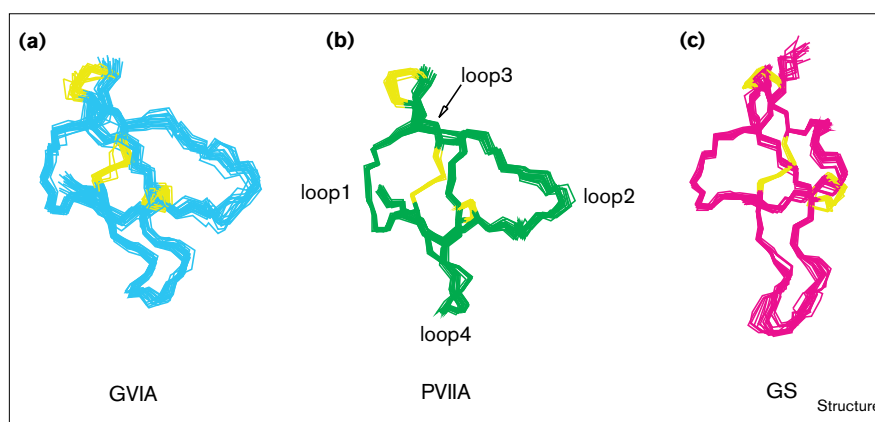 (a)
(b)
(c)
loop3
loop1
loop2
loop4
GVIA
PVIIA
GS
Structure